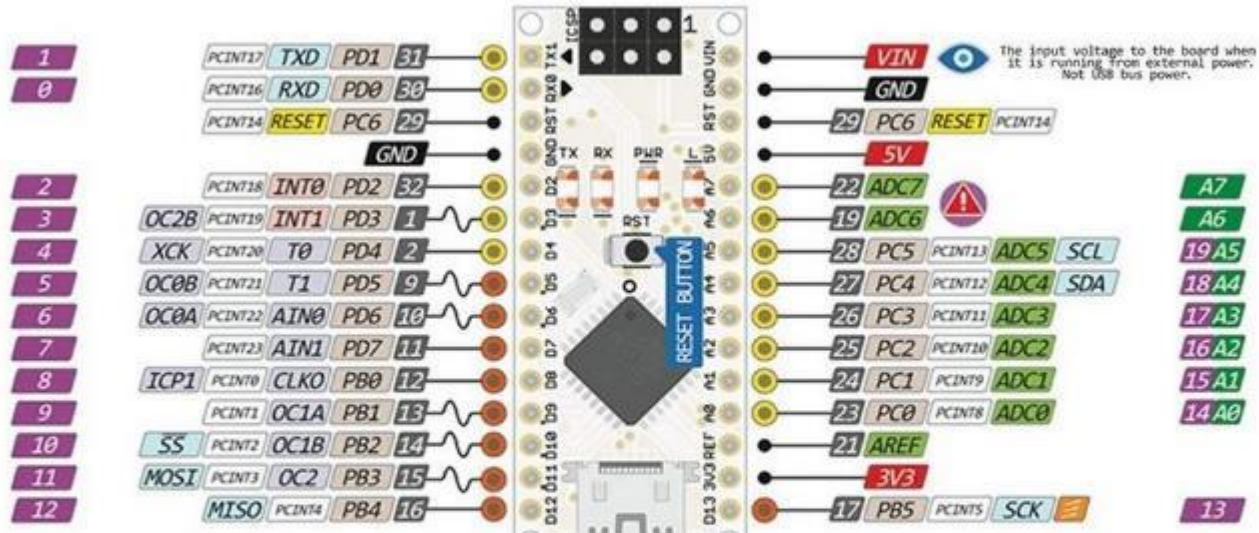 ICSP 1
1 PCINT17 TXD PD1 31 TX1 VIN VIN The input voltage to the board when
it is running from external power.
Not USB bus power.
0 PCINT16 RXD PD0 30 RX0 GND GND
PCINT14 RESET PC6 29 RST RST 29 PC6 RESET PCINT14
GND GND 5V 5V
TX RX PWR L
2 PCINT18 INT0 PD2 32 D2 A7 22 ADC7 A7
3 OC2B PCINT19 INT1 PD3 1 D3 A6 19 ADC6 A6
RST
4 XCK PCINT20 T0 PD4 2 D4 A5 28 PC5 PCINT13 ADC5 SCL 19 A5
RESET BUTTON
5 OC0B PCINT21 T1 PD5 9 D5 A4 27 PC4 PCINT12 ADC4 SDA 18 A4
6 OC0A PCINT22 AIN0 PD6 10 D6 A3 26 PC3 PCINT11 ADC3 17 A3
7 PCINT23 AIN1 PD7 11 D7 A2 25 PC2 PCINT10 ADC2 16 A2
8 ICP1 PCINT0 CLKO PB0 12 D8 A1 24 PC1 PCINT9 ADC1 15 A1
9 PCINT1 OC1A PB1 13 D9 A0 23 PC0 PCINT8 ADC0 14 A0
10 SS PCINT2 OC1B PB2 14 D10 REF 21 AREF
11 MOSI PCINT3 OC2 PB3 15 D11 3V3 3V3
12 MISO PCINT4 PB4 16 D12 D13 17 PB5 PCINT5 SCK 13